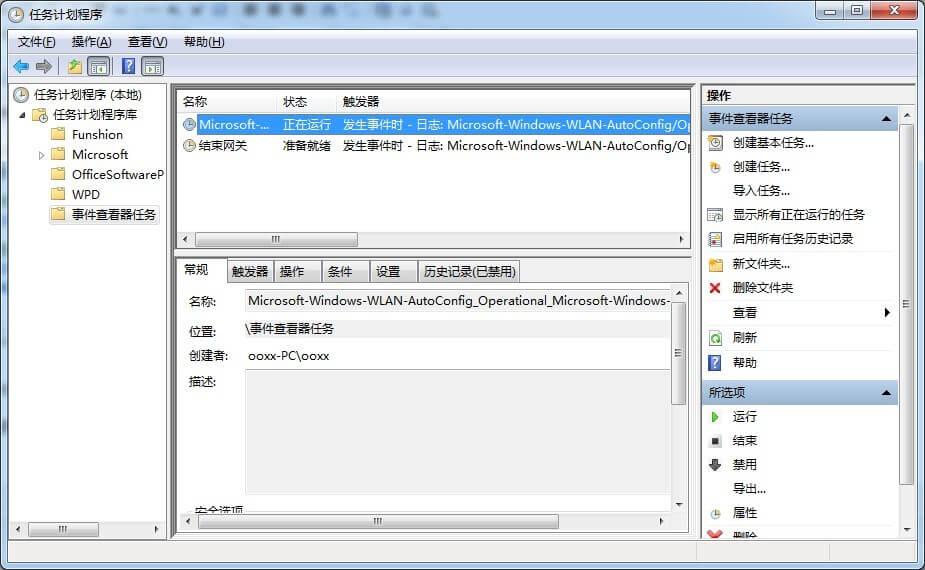 任务计划程序
文件(F) 操作(A) 查看(V) 帮助(H)
任务计划程序 (本地)
任务计划程序库
Funshion
Microsoft
OfficeSoftwareP
WPD
事件查看器任务
名称 状态 触发器
Microsoft-... 正在运行 发生事件时 - 日志: Microsoft-Windows-WLAN-AutoConfig/Op
结束网关 准备就绪 发生事件时 - 日志: Microsoft-Windows-WLAN-AutoConfig/Op
常规 触发器 操作 条件 设置 历史记录(已禁用)
名称: Microsoft-Windows-WLAN-AutoConfig_Operational_Microsoft-Windows-
位置: \事件查看器任务
创建者: ooxx-PC\ooxx
描述:
安全选项
操作
事件查看器任务
创建基本任务...
创建任务...
导入任务...
显示所有正在运行的任务
启用所有任务历史记录
新文件夹...
删除文件夹
查看
刷新
帮助
所选项
运行
结束
禁用
导出...
属性
删除